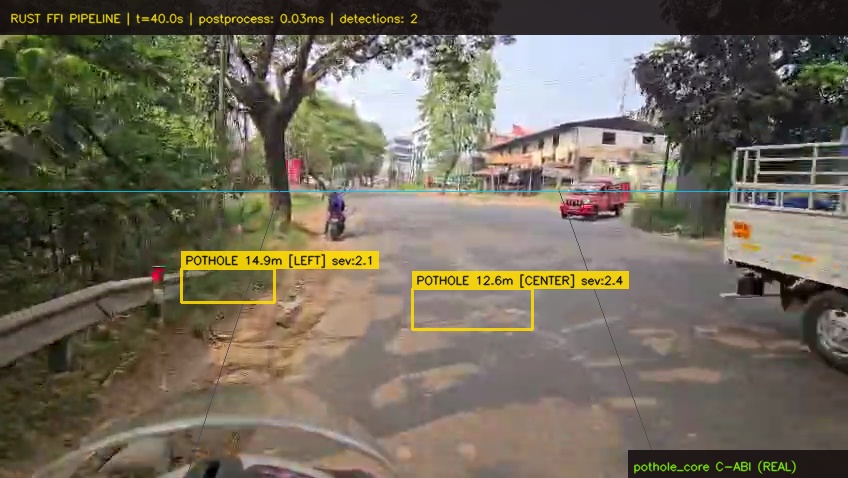 RUST FFI PIPELINE | t=40.0s | postprocess: 0.03ms | detections: 2
POTHOLE 14.9m [LEFT] sev:2.1
POTHOLE 12.6m [CENTER] sev:2.4
pothole_core C-ABI (REAL)